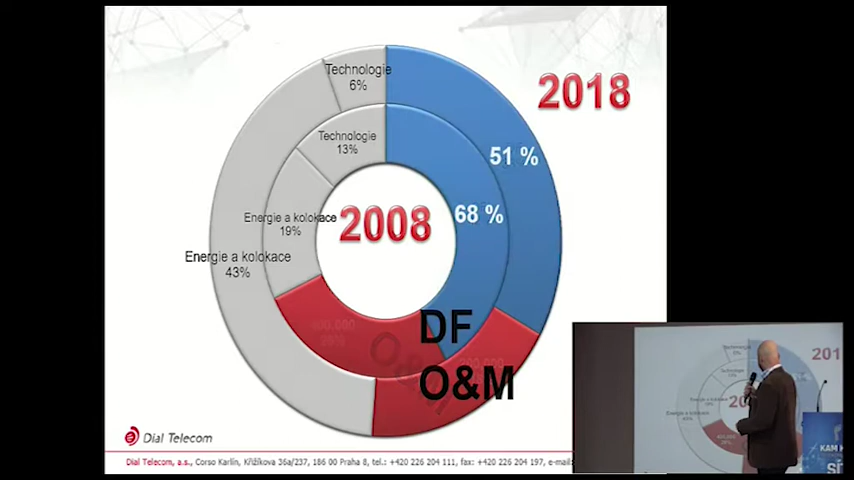 2018
Technologie
6%
Technologie
13%
51 %
68 %
Energie a kolokace
19%
2008
Energie a kolokace
43%
DF
O&M
O&M
Dial Telecom
Dial Telecom, a.s., Corso Karlín, Křižíkova 36a/237, 186 00 Praha 8, tel.: +420 226 204 111, fax: +420 226 204 197, e-mail:
KAM